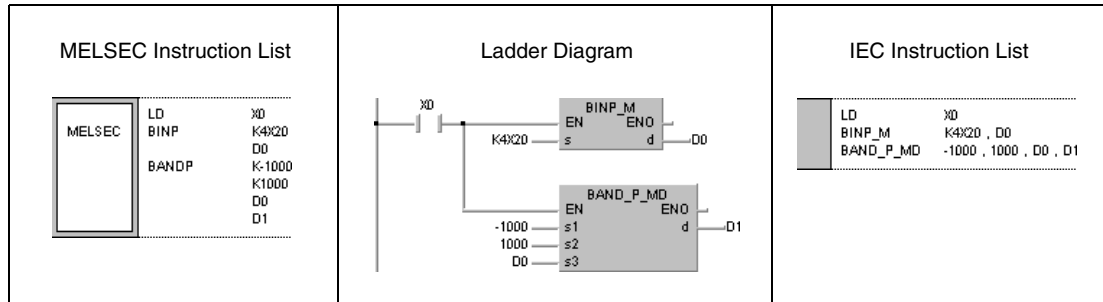 MELSEC Instruction List
MELSEC
LD X0
BINP K4X20
D0
BANDP K-1000
K1000
D0
D1
Ladder Diagram
X0
BINP_M
EN ENO
K4X20 s d D0
BAND_P_MD
EN ENO
-1000 s1 d D1
1000 s2
D0 s3
IEC Instruction List
LD X0
BINP_M K4X20 , D0
BAND_P_MD -1000 , 1000 , D0 , D1